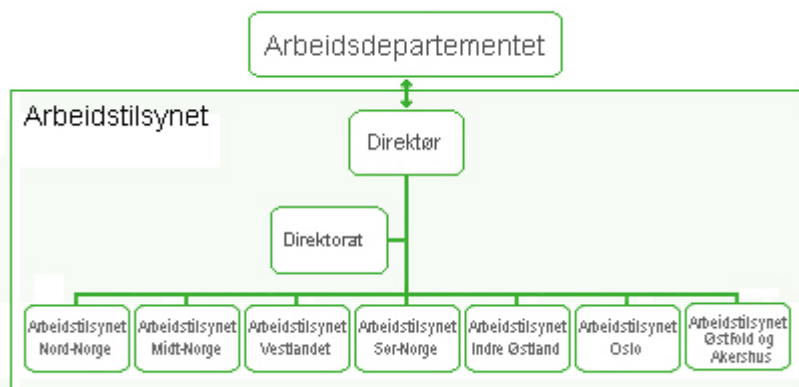 Arbeidsdepartementet
Arbeidstilsynet
Direktør
Direktorat
Arbeidstilsynet
Nord-Norge
Arbeidstilsynet
Midt-Norge
Arbeidstilsynet
Vestlandet
Arbeidstilsynet
Sør-Norge
Arbeidstilsynet
Indre Østland
Arbeidstilsynet
Oslo
Arbeidstilsynet
Østfold og
Akershus